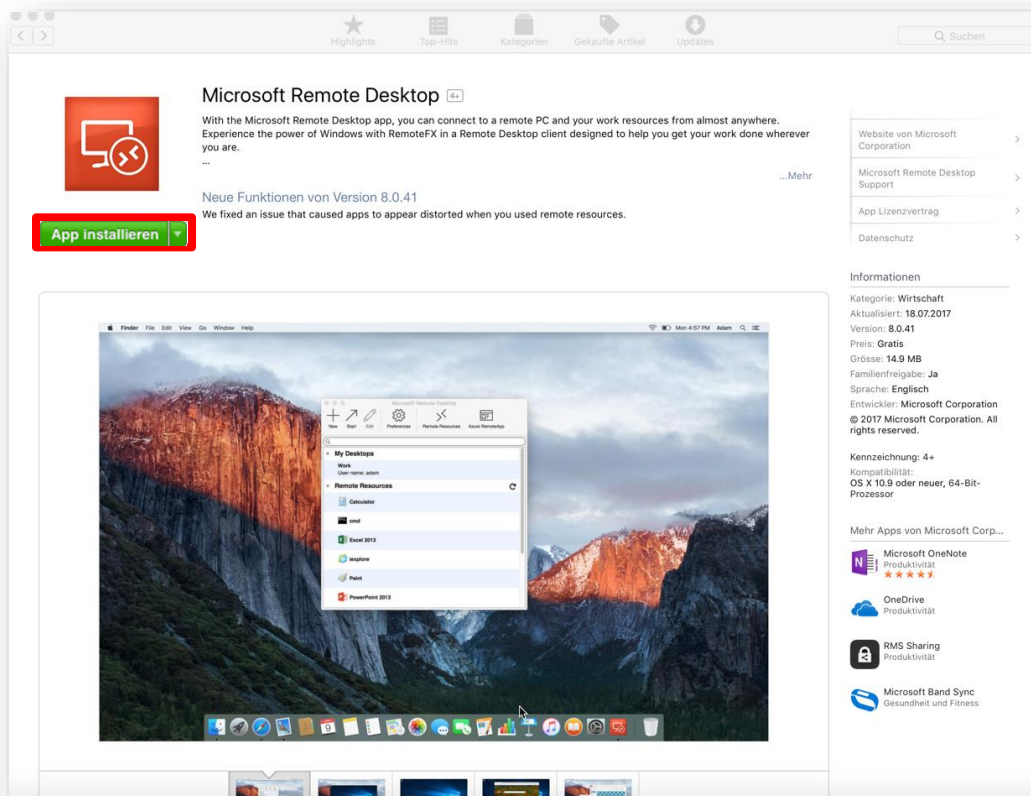 Highlights
Top-Hits
Kategorien
Gekaufte Artikel
Updates
Suchen
Microsoft Remote Desktop 4+
With the Microsoft Remote Desktop app, you can connect to a remote PC and your work resources from almost anywhere.
Experience the power of Windows with RemoteFX in a Remote Desktop client designed to help you get your work done wherever
you are.
...
...Mehr
Neue Funktionen von Version 8.0.41
We fixed an issue that caused apps to appear distorted when you used remote resources.
App installieren
Website von Microsoft
Corporation
Microsoft Remote Desktop
Support
App Lizenzvertrag
Datenschutz
Informationen
Kategorie: Wirtschaft
Aktualisiert: 18.07.2017
Version: 8.0.41
Preis: Gratis
Grösse: 14.9 MB
Familienfreigabe: Ja
Sprache: Englisch
Entwickler: Microsoft Corporation
© 2017 Microsoft Corporation. All
rights reserved.
Kennzeichnung: 4+
Kompatibilität:
OS X 10.9 oder neuer, 64-Bit-
Prozessor
Mehr Apps von Microsoft Corp...
Microsoft OneNote
Produktivität
OneDrive
Produktivität
RMS Sharing
Produktivität
Microsoft Band Sync
Gesundheit und Fitness
Finder File Edit View Go Window Help
Mon 4:57 PM Adam
Microsoft Remote Desktop
New Start Edit Preferences Remote Resources Azure RemoteApp
My Desktops
Work
User name: adam
Remote Resources
Calculator
cmd
Excel 2013
iexplore
Paint
PowerPoint 2013
9